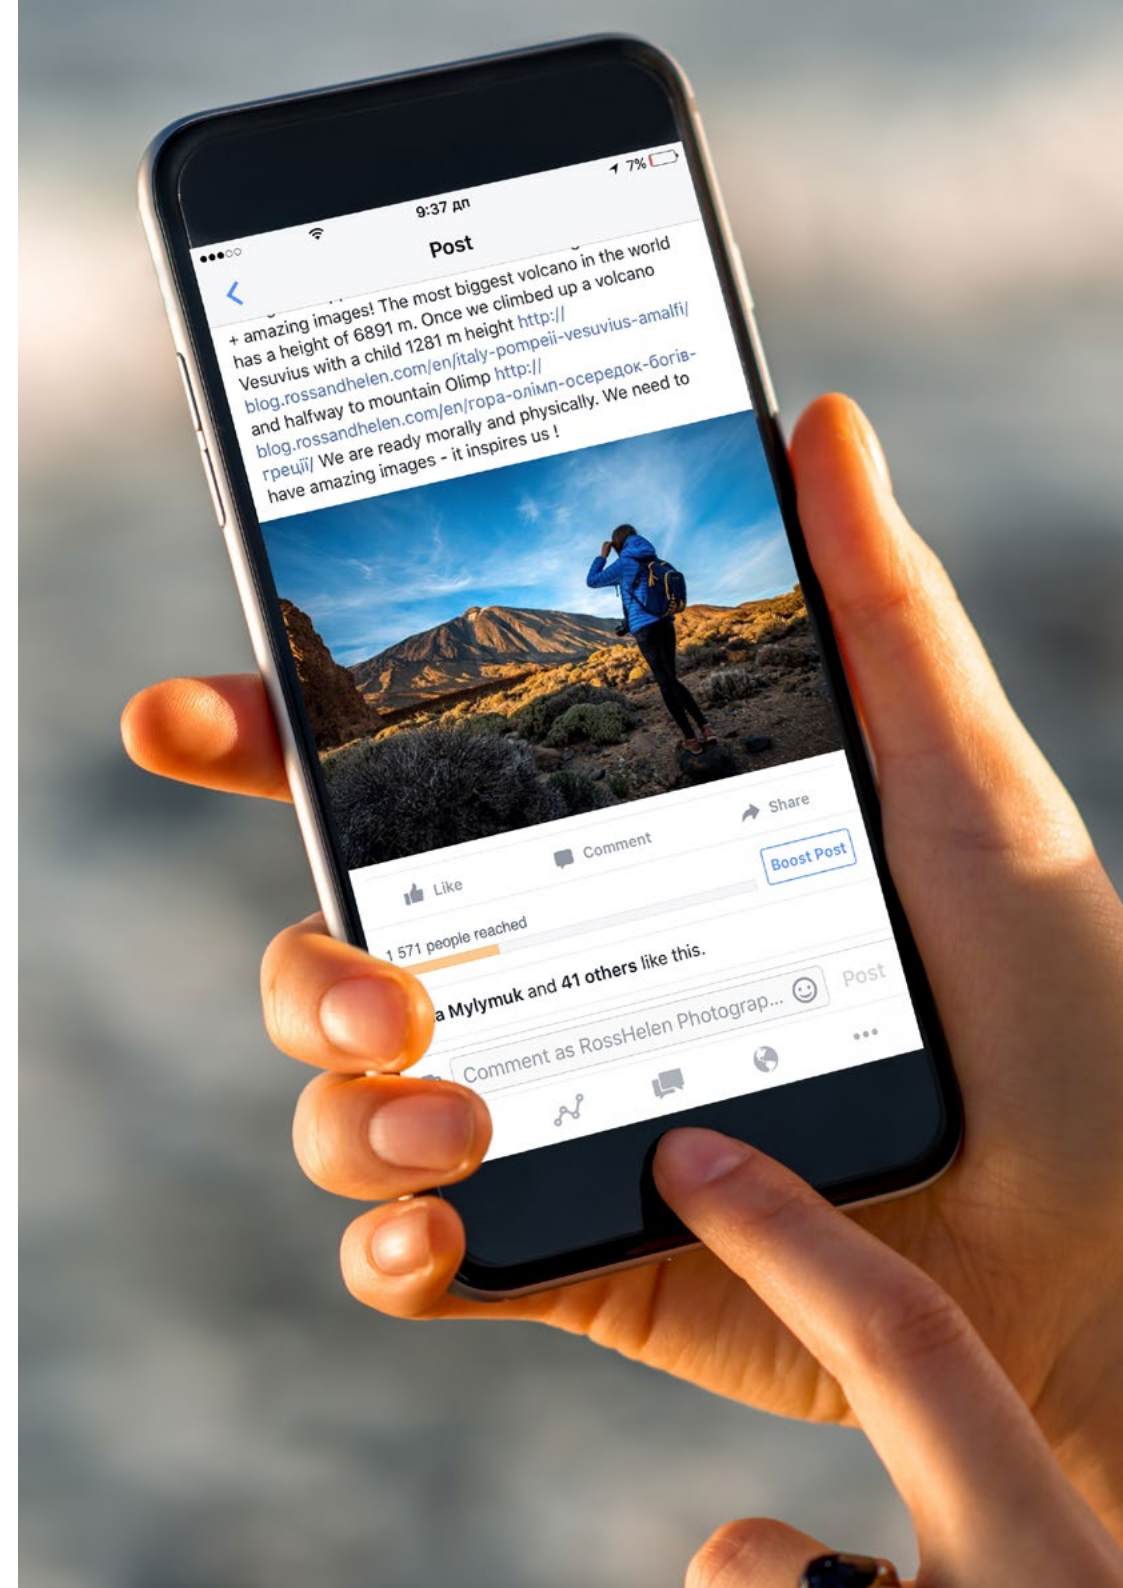 7%
9:37 дп
Post
+ amazing images! The most biggest volcano in the world
has a height of 6891 m. Once we climbed up a volcano
Vesuvius with a child 1281 m height http://
blog.rossandhelen.com/en/italy-pompeii-vesuvius-amalfi/
and halfway to mountain Olimp http://
blog.rossandhelen.com/en/гора-олімп-осередок-богів-
греції/ We are ready morally and physically. We need to
have amazing images - it inspires us !
Like
Comment
Share
1 571 people reached
Boost Post
a Mylymuk and 41 others like this.
Comment as RossHelen Photograp...
Post